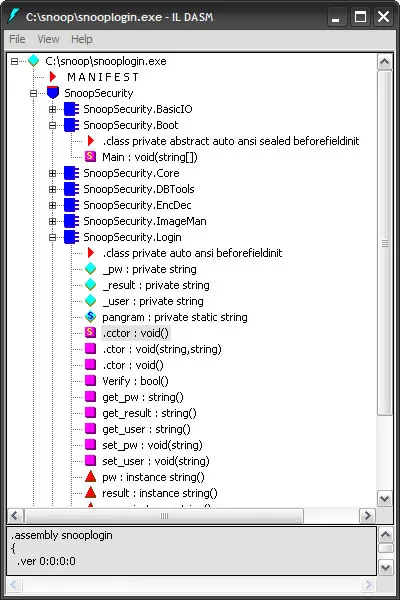 C:\snoop\snooplogin.exe - IL DASM
File View Help
C:\snoop\snooplogin.exe
MANIFEST
SnoopSecurity
SnoopSecurity.BasicIO
SnoopSecurity.Boot
.class private abstract auto ansi sealed beforefieldinit
Main : void(string[])
SnoopSecurity.Core
SnoopSecurity.DBTools
SnoopSecurity.EncDec
SnoopSecurity.ImageMan
SnoopSecurity.Login
.class private auto ansi beforefieldinit
_pw : private string
_result : private string
_user : private string
pangram : private static string
.cctor : void()
.ctor : void(string,string)
.ctor : void()
Verify : bool()
get_pw : string()
get_result : string()
get_user : string()
set_pw : void(string)
set_user : void(string)
pw : instance string()
result : instance string()
.assembly snooplogin
{
.ver 0:0:0:0